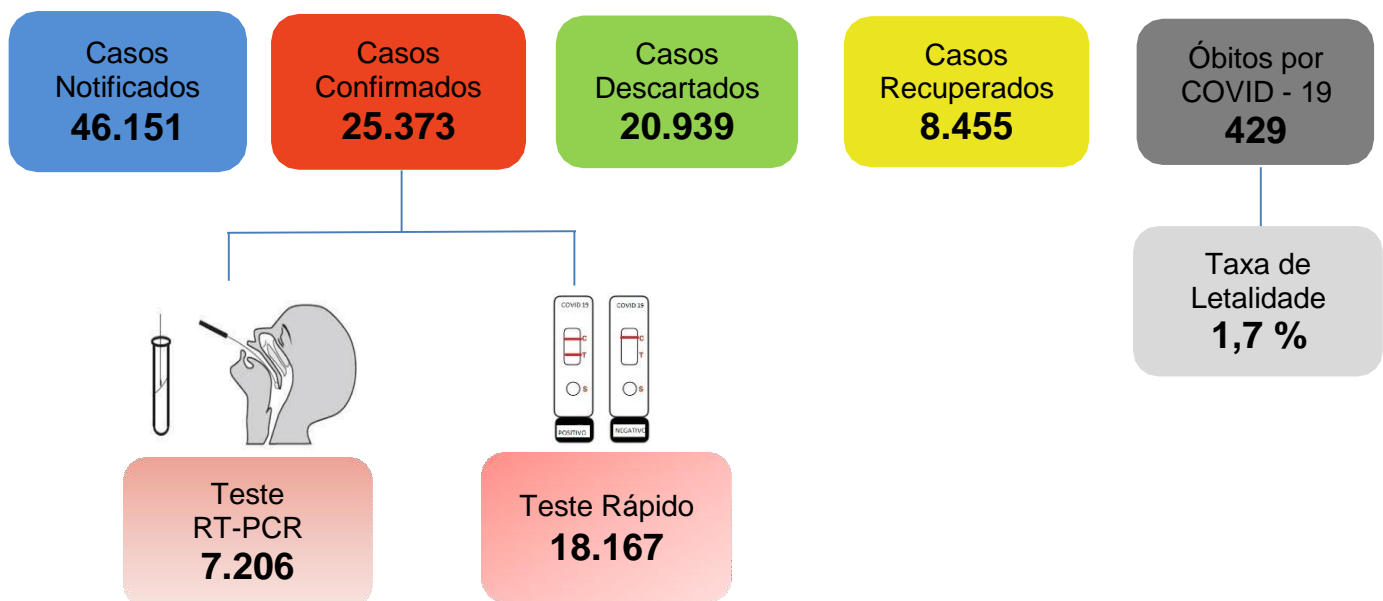 Casos
Notificados
46.151
Casos
Confirmados
25.373
Casos
Descartados
20.939
Casos
Recuperados
8.455
Óbitos por
COVID - 19
429
Taxa de
Letalidade
1,7 %
COVID 19
C
T
S
POSITIVO
COVID 19
C
T
S
NEGATIVO
Teste
RT-PCR
7.206
Teste Rápido
18.167